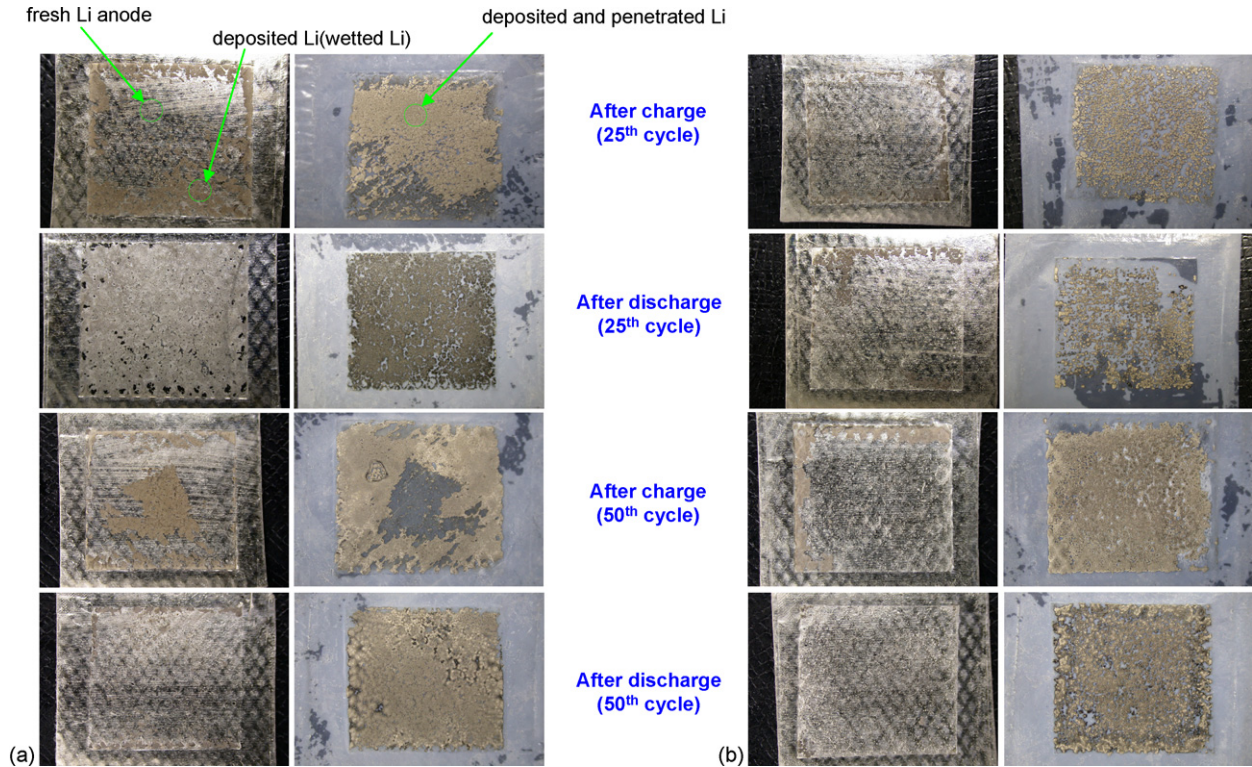 fresh Li anode
deposited Li(wetted Li)
deposited and penetrated Li
After charge
(25th cycle)
After discharge
(25th cycle)
After charge
(50th cycle)
After discharge
(50th cycle)
(a)
(b)